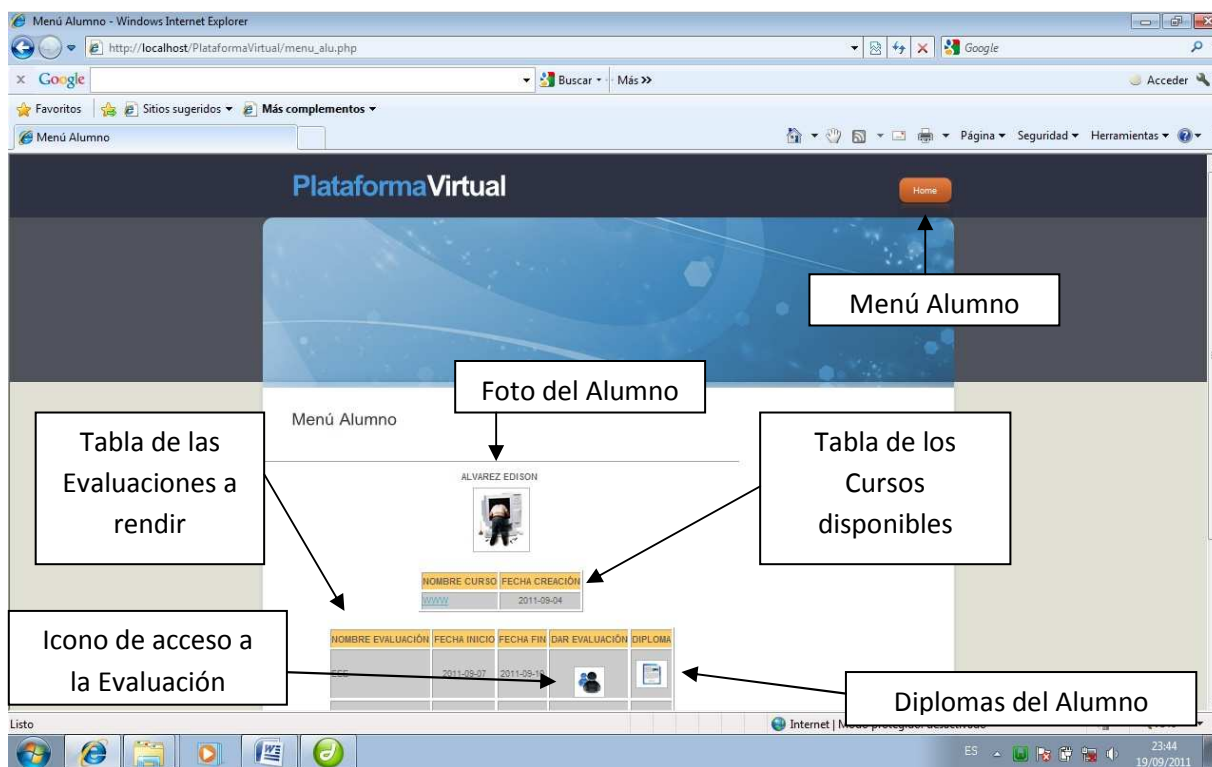 Menú Alumno - Windows Internet Explorer
http://localhost/PlataformaVirtual/menu_alu.php
Google
x Google
Buscar
Más >>
Acceder
Favoritos
Sitios sugeridos
Más complementos
Menú Alumno
Página
Seguridad
Herramientas
PlataformaVirtual
Home
Menú Alumno
Foto del Alumno
Menú Alumno
Tabla de las
Evaluaciones a
rendir
Tabla de los
Cursos
disponibles
ALVAREZ EDISON
NOMBRE CURSO FECHA CREACIÓN
WWW 2011-09-04
Icono de acceso a
la Evaluación
NOMBRE EVALUACIÓN FECHA INICIO FECHA FIN DAR EVALUACIÓN DIPLOMA
EEE 2011-09-07
Diplomas del Alumno
Listo
Internet |
ES
23:44
19/09/2011